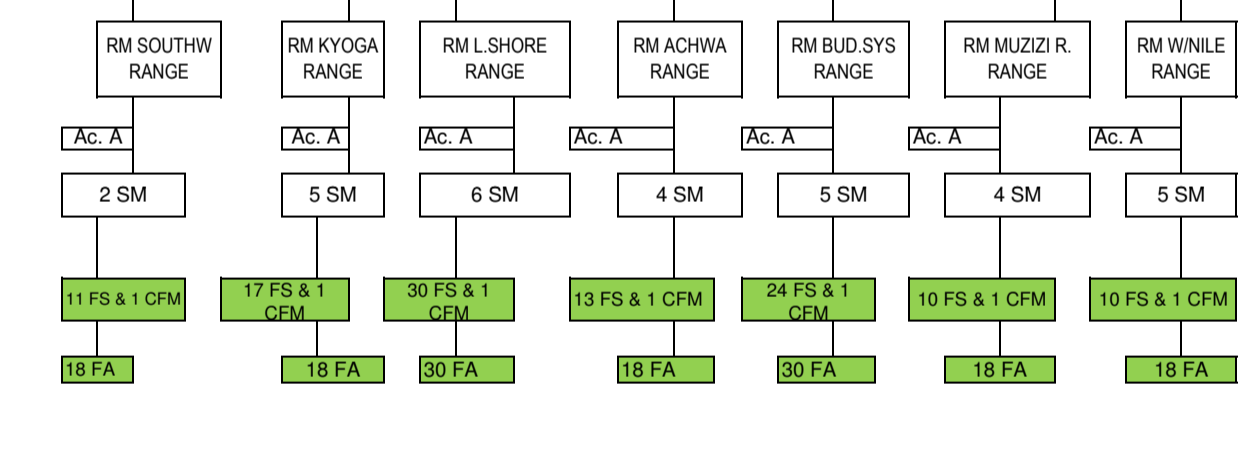 RM SOUTHW
RANGE
RM KYOGA
RANGE
RM L.SHORE
RANGE
RM ACHWA
RANGE
RM BUD.SYS
RANGE
RM MUZIZI R.
RANGE
RM W/NILE
RANGE
Ac. A
Ac. A
Ac. A
Ac. A
Ac. A
Ac. A
Ac. A
2 SM
5 SM
6 SM
4 SM
5 SM
4 SM
5 SM
11 FS & 1 CFM
17 FS & 1
CFM
30 FS & 1
CFM
13 FS & 1 CFM
24 FS & 1
CFM
10 FS & 1 CFM
10 FS & 1 CFM
18 FA
18 FA
30 FA
18 FA
30 FA
18 FA
18 FA